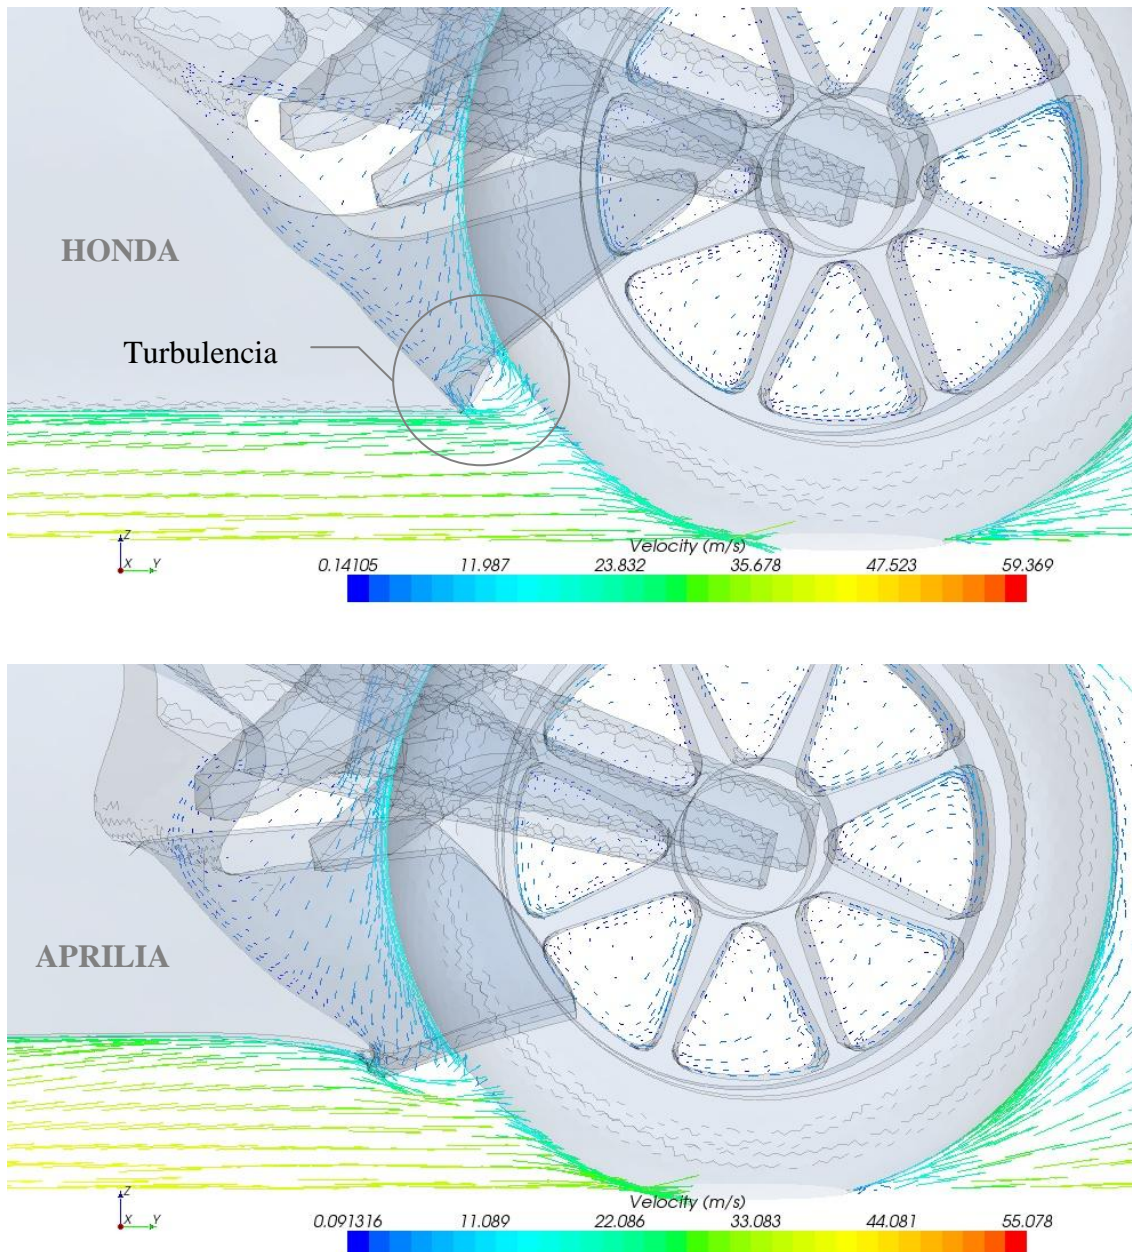 HONDA
Turbulencia
Z
X Y
Velocity (m/s)
0.14105 11.987 23.832 35.678 47.523 59.369
APRILIA
Z
X Y
Velocity (m/s)
0.091316 11.089 22.086 33.083 44.081 55.078